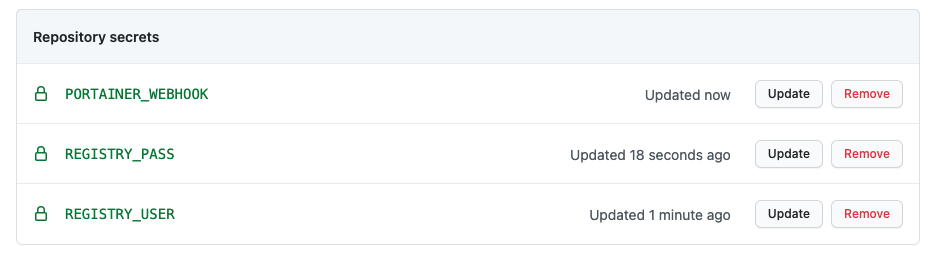 Repository secrets
PORTAINER_WEBHOOK Updated now Update Remove
REGISTRY_PASS Updated 18 seconds ago Update Remove
REGISTRY_USER Updated 1 minute ago Update Remove